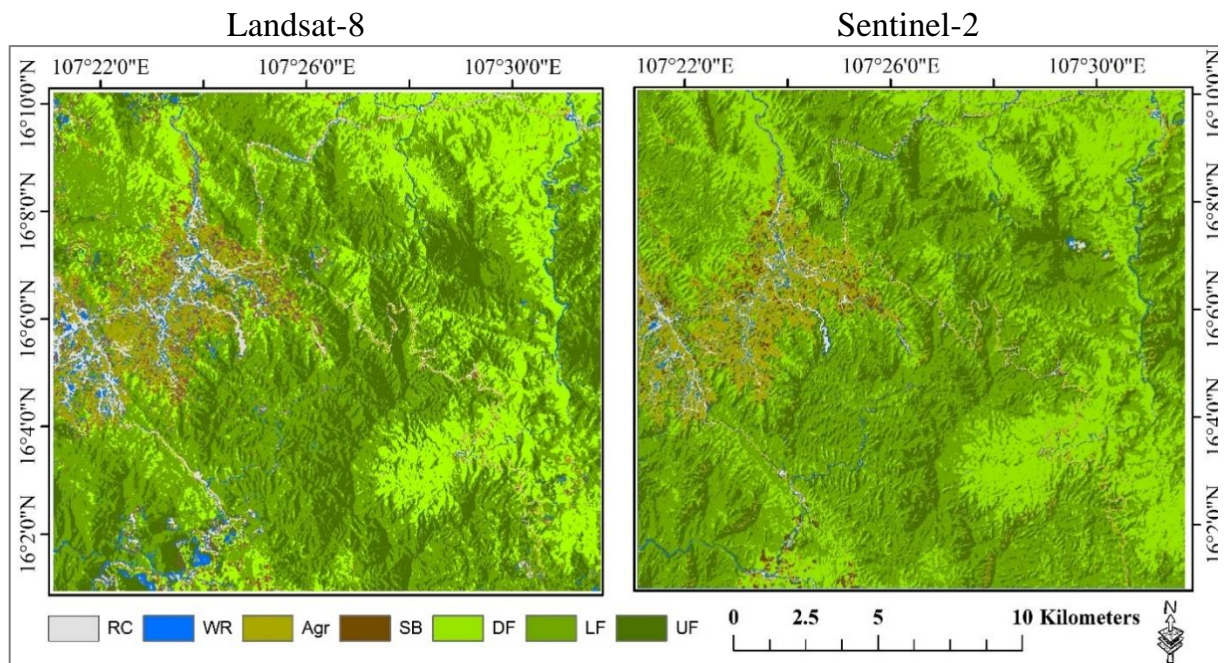 Landsat-8 Sentinel-2
107°22'0"E 107°26'0"E 107°30'0"E 107°22'0"E 107°26'0"E 107°30'0"E
16°10'0"N 16°10'0"N
16°8'0"N 16°8'0"N
16°6'0"N 16°6'0"N
16°4'0"N 16°4'0"N
16°2'0"N 16°2'0"N
RC WR Agr SB DF LF UF 0 2.5 5 10 Kilometers N